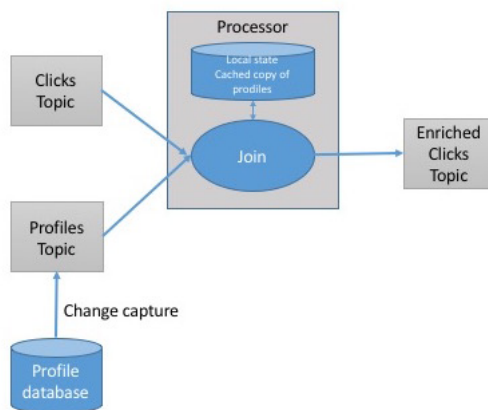 Processor
Local state
Cached copy of
prodiles
Clicks
Topic
Join
Enriched
Clicks
Topic
Profiles
Topic
Change capture
Profile
database